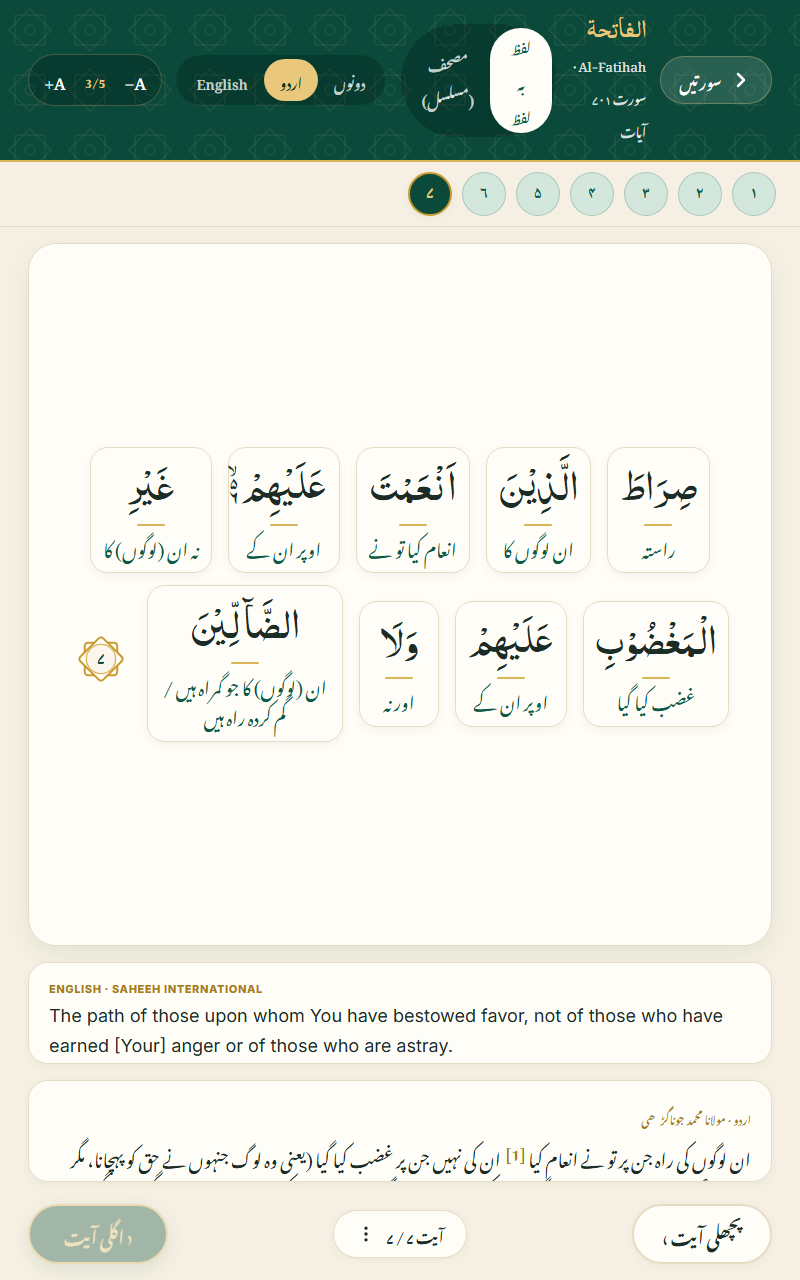 سورتیں
الفاتحة
Al-Fatihah ·
سورت ۱ ۰ ۷
آیات
لفظ
بہ
لفظ
مصحف
(مسلسل)
دونوں
اردو
English
A−
3/5
A+
۱
۲
۳
۴
۵
۶
۷
صِرَاطَ
الَّذِيْنَ
اَنْعَمْتَ
عَلَيْهِمْ
غَيْرِ
راستہ
ان لوگوں کا
انعام کیا تو نے
اوپر ان کے
نہ ان (لوگوں) کا
الْمَغْضُوْبِ
عَلَيْهِمْ
وَلَا
الضَّآلِّيْنَ
۷
غضب کیا گیا
اوپر ان کے
اور نہ
ان (لوگوں) کا جو گمراہ ہیں /
گم کردہ راہ ہیں
ENGLISH · SAHEEH INTERNATIONAL
The path of those upon whom You have bestowed favor, not of those who have
earned [Your] anger or of those who are astray.
اردو · مولانا محمد جوناگڑھی
ان لوگوں کی راہ جن پر تو نے انعام کیا [1] ان کی نہیں جن پر غضب کیا گیا (یعنی وہ لوگ جنہوں نے حق کو پہچانا، مگر
پچھلی آیت ›
آیت ۷ / ۷ ⋮
‹ اگلی آیت